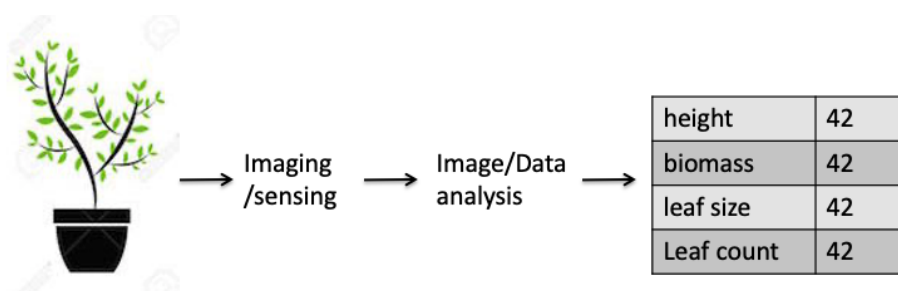 Imaging
/sensing
Image/Data
analysis
height 42
biomass 42
leaf size 42
Leaf count 42